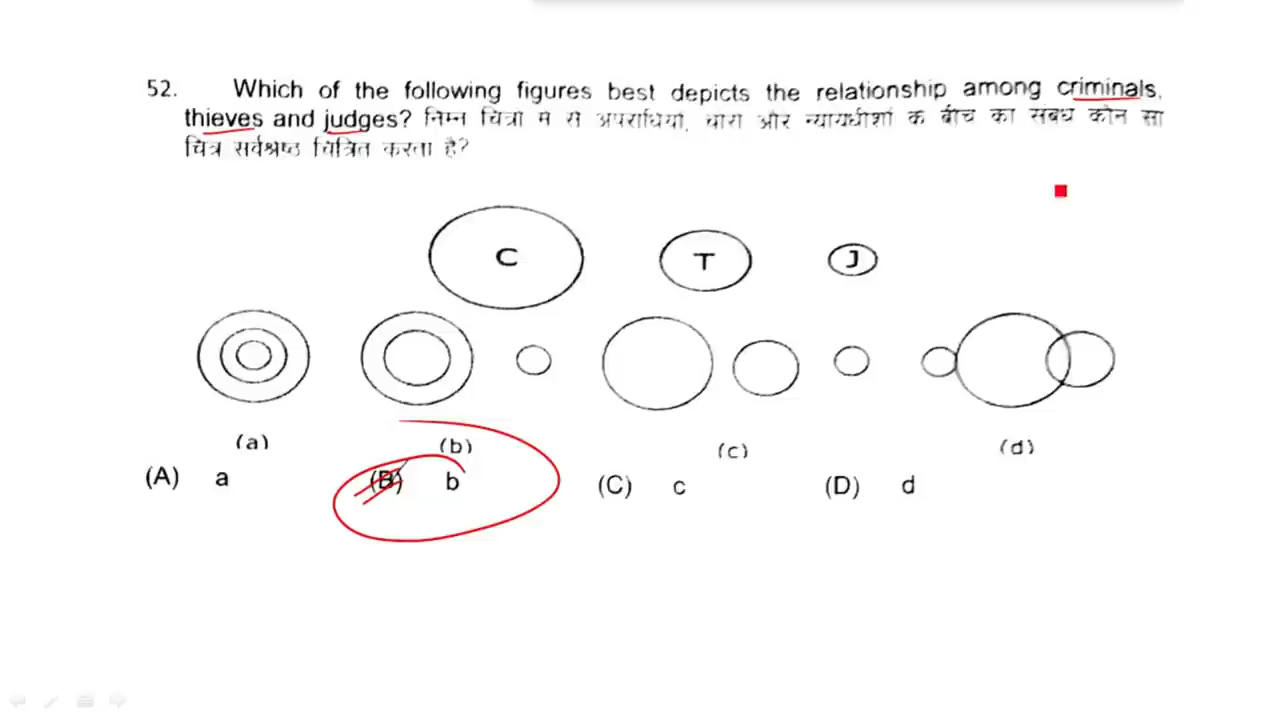 52. Which of the following figures best depicts the relationship among criminals,
thieves and judges? निम्न चित्रों में से अपराधियों, चोरों और न्यायधीशों के बीच का संबंध कौन सा
चित्र सर्वश्रेष्ठ चित्रित करता है?
C T J
(a) (b) (c) (d)
(A) a (B) b (C) c (D) d